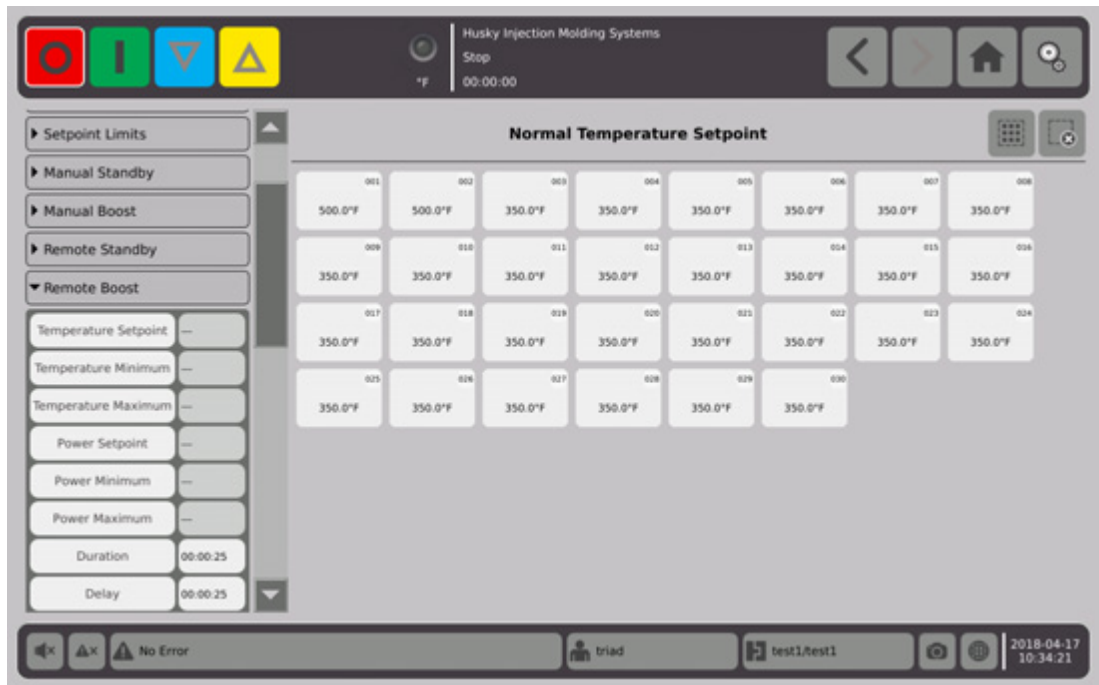 Husky Injection Molding Systems
Stop
°F 00:00:00
Setpoint Limits
Manual Standby
Manual Boost
Remote Standby
Remote Boost
Temperature Setpoint ---
Temperature Minimum ---
Temperature Maximum ---
Power Setpoint ---
Power Minimum ---
Power Maximum ---
Duration 00:00:25
Delay 00:00:25
Normal Temperature Setpoint
001 002 003 004 005 006 007 008
500.0°F 500.0°F 350.0°F 350.0°F 350.0°F 350.0°F 350.0°F 350.0°F
009 010 011 012 013 014 015 016
350.0°F 350.0°F 350.0°F 350.0°F 350.0°F 350.0°F 350.0°F 350.0°F
017 018 019 020 021 022 023 024
350.0°F 350.0°F 350.0°F 350.0°F 350.0°F 350.0°F 350.0°F 350.0°F
025 026 027 028 029 030
350.0°F 350.0°F 350.0°F 350.0°F 350.0°F 350.0°F
No Error
triad
test1/test1
2018-04-17
10:34:21